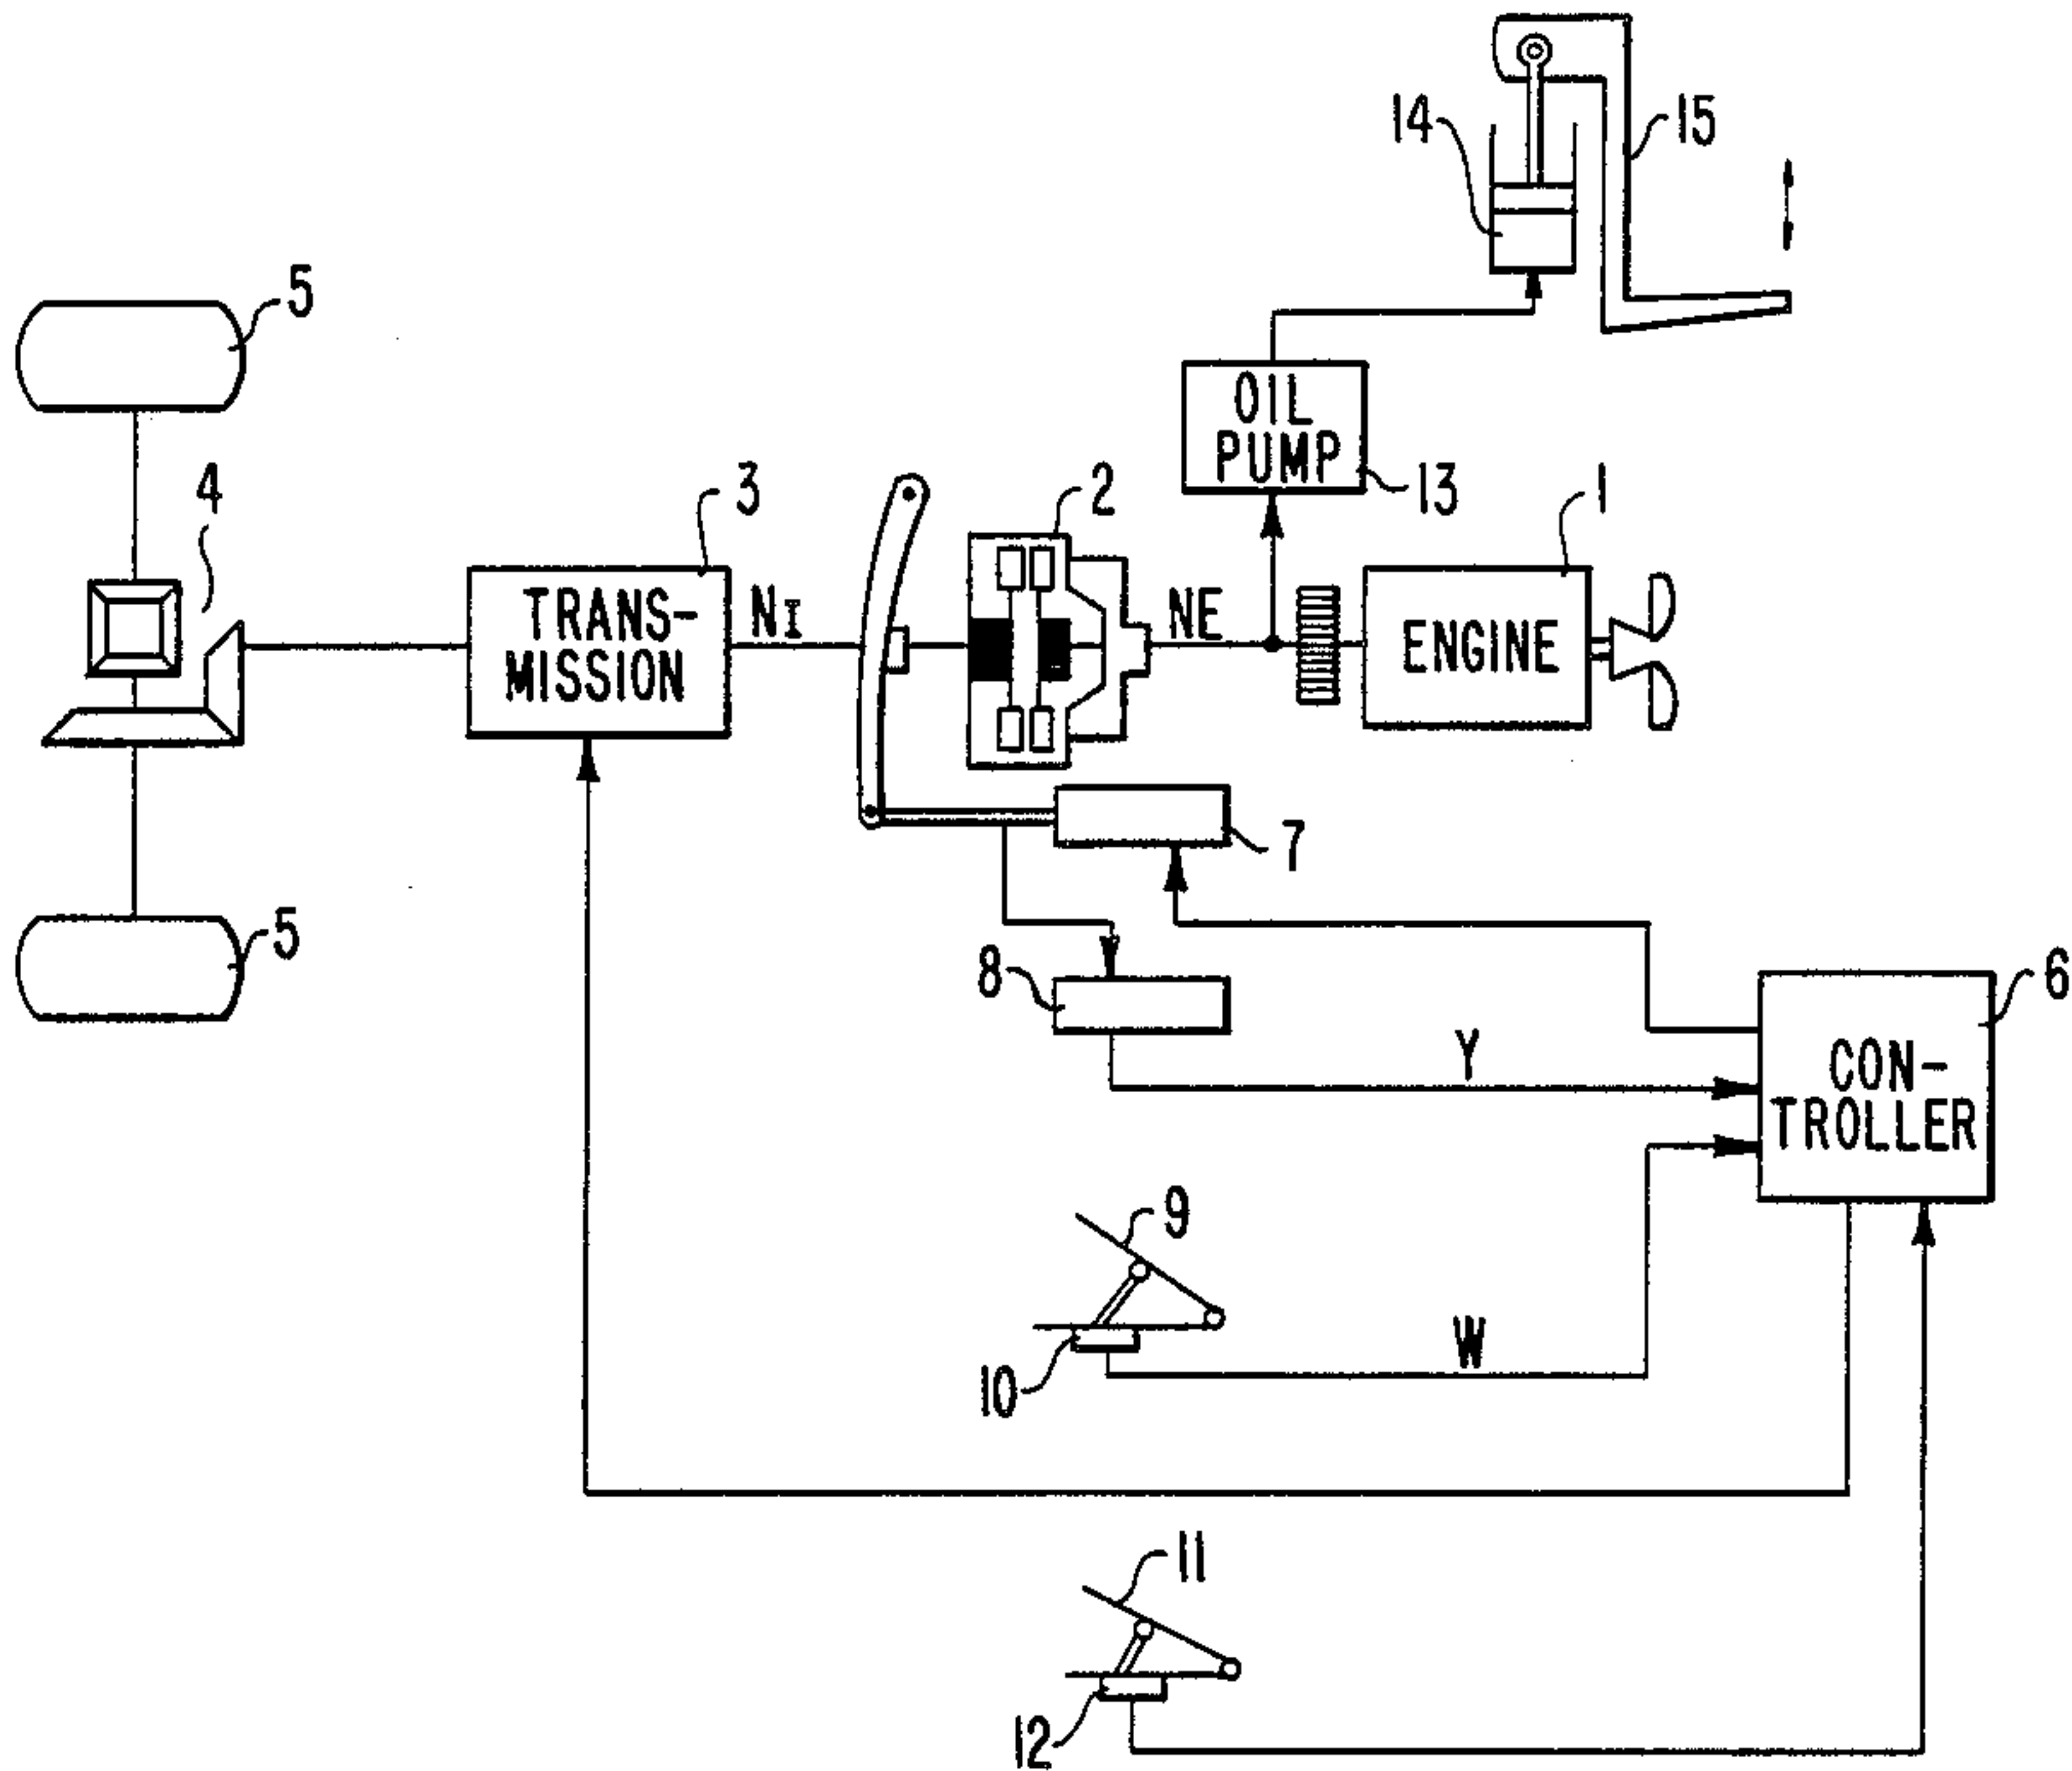 14
15
5
OIL
PUMP
13
4
3
2
1
TRANS-
MISSION
NI
NE
ENGINE
7
5
8
6
Y
CON-
TROLLER
9
10
W
11
12